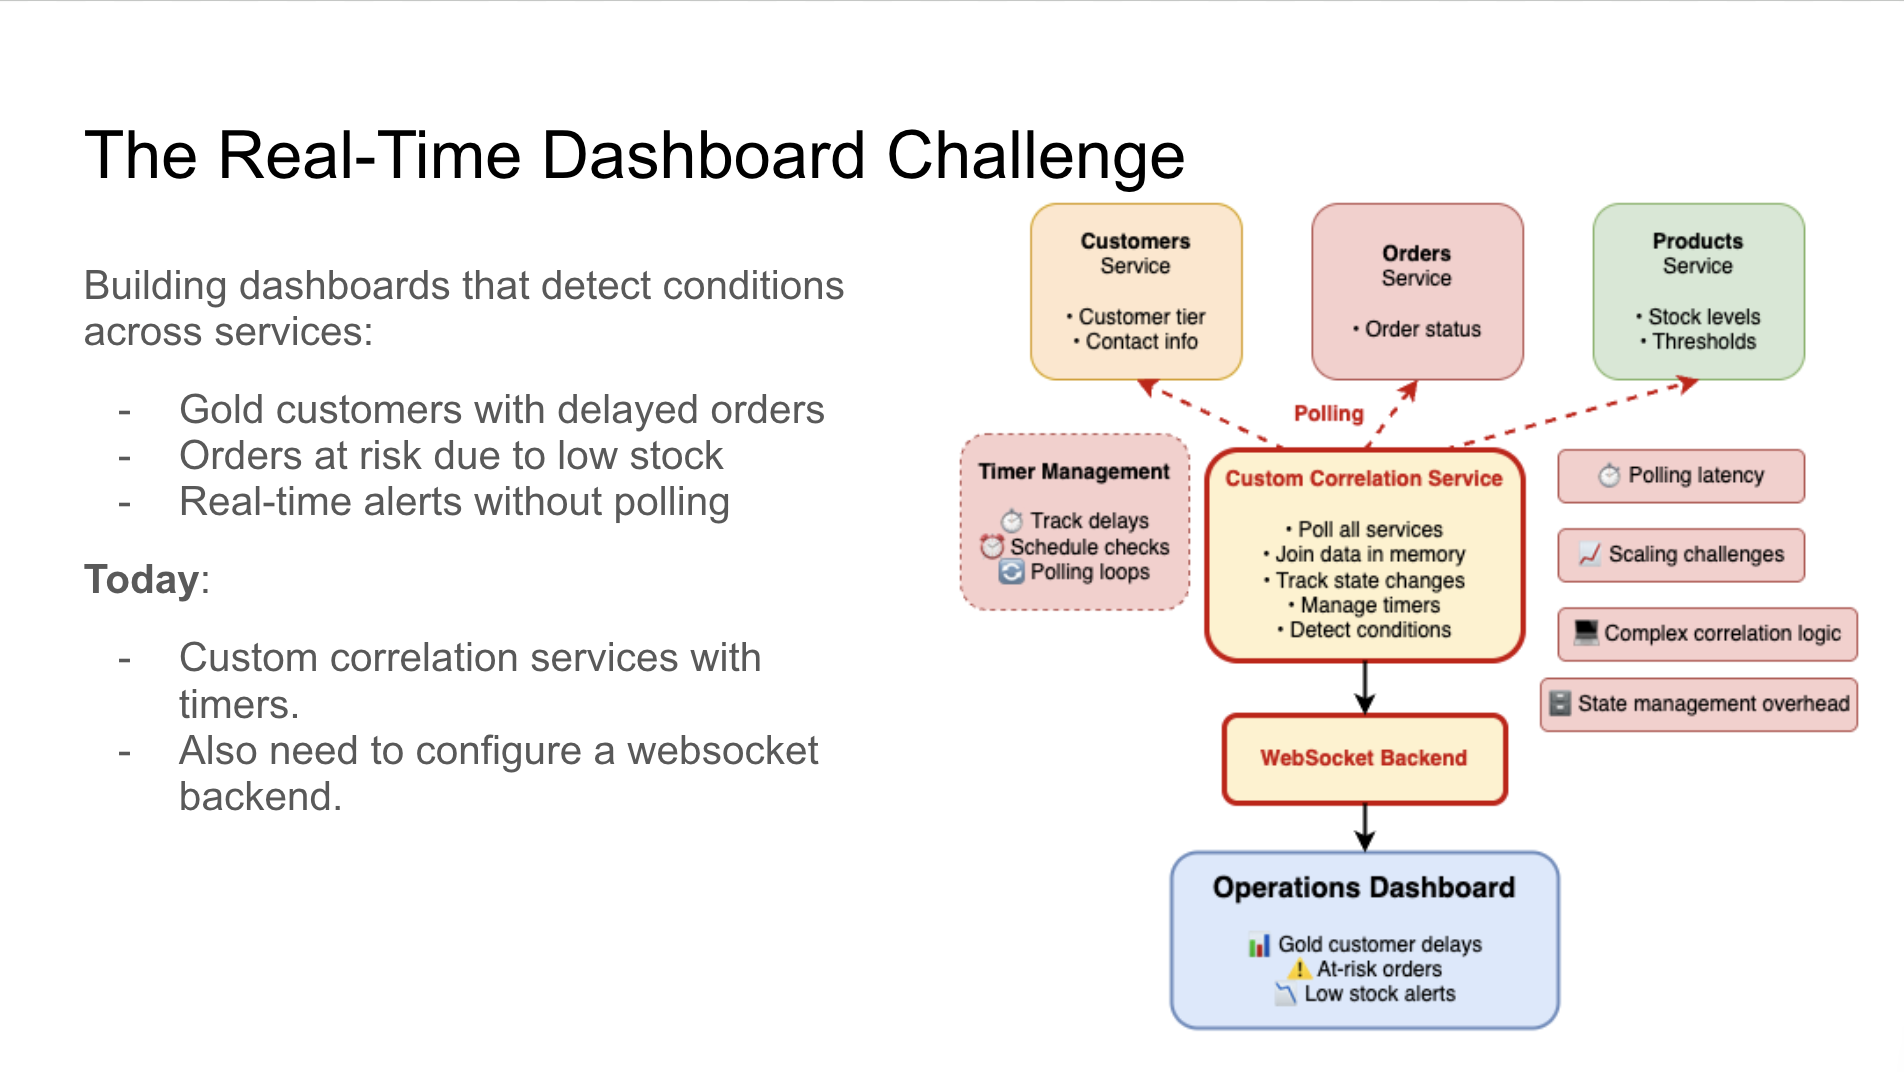 The Real-Time Dashboard Challenge
Building dashboards that detect conditions
across services:
- Gold customers with delayed orders
- Orders at risk due to low stock
- Real-time alerts without polling
Today:
- Custom correlation services with
timers.
- Also need to configure a websocket
backend.
Customers
Service
• Customer tier
• Contact info
Orders
Service
• Order status
Products
Service
• Stock levels
• Thresholds
Polling
Timer Management
Track delays
Schedule checks
Polling loops
Custom Correlation Service
• Poll all services
• Join data in memory
• Track state changes
• Manage timers
• Detect conditions
Polling latency
Scaling challenges
Complex correlation logic
State management overhead
WebSocket Backend
Operations Dashboard
Gold customer delays
At-risk orders
Low stock alerts